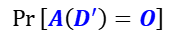 Pr [A(D′) = O]